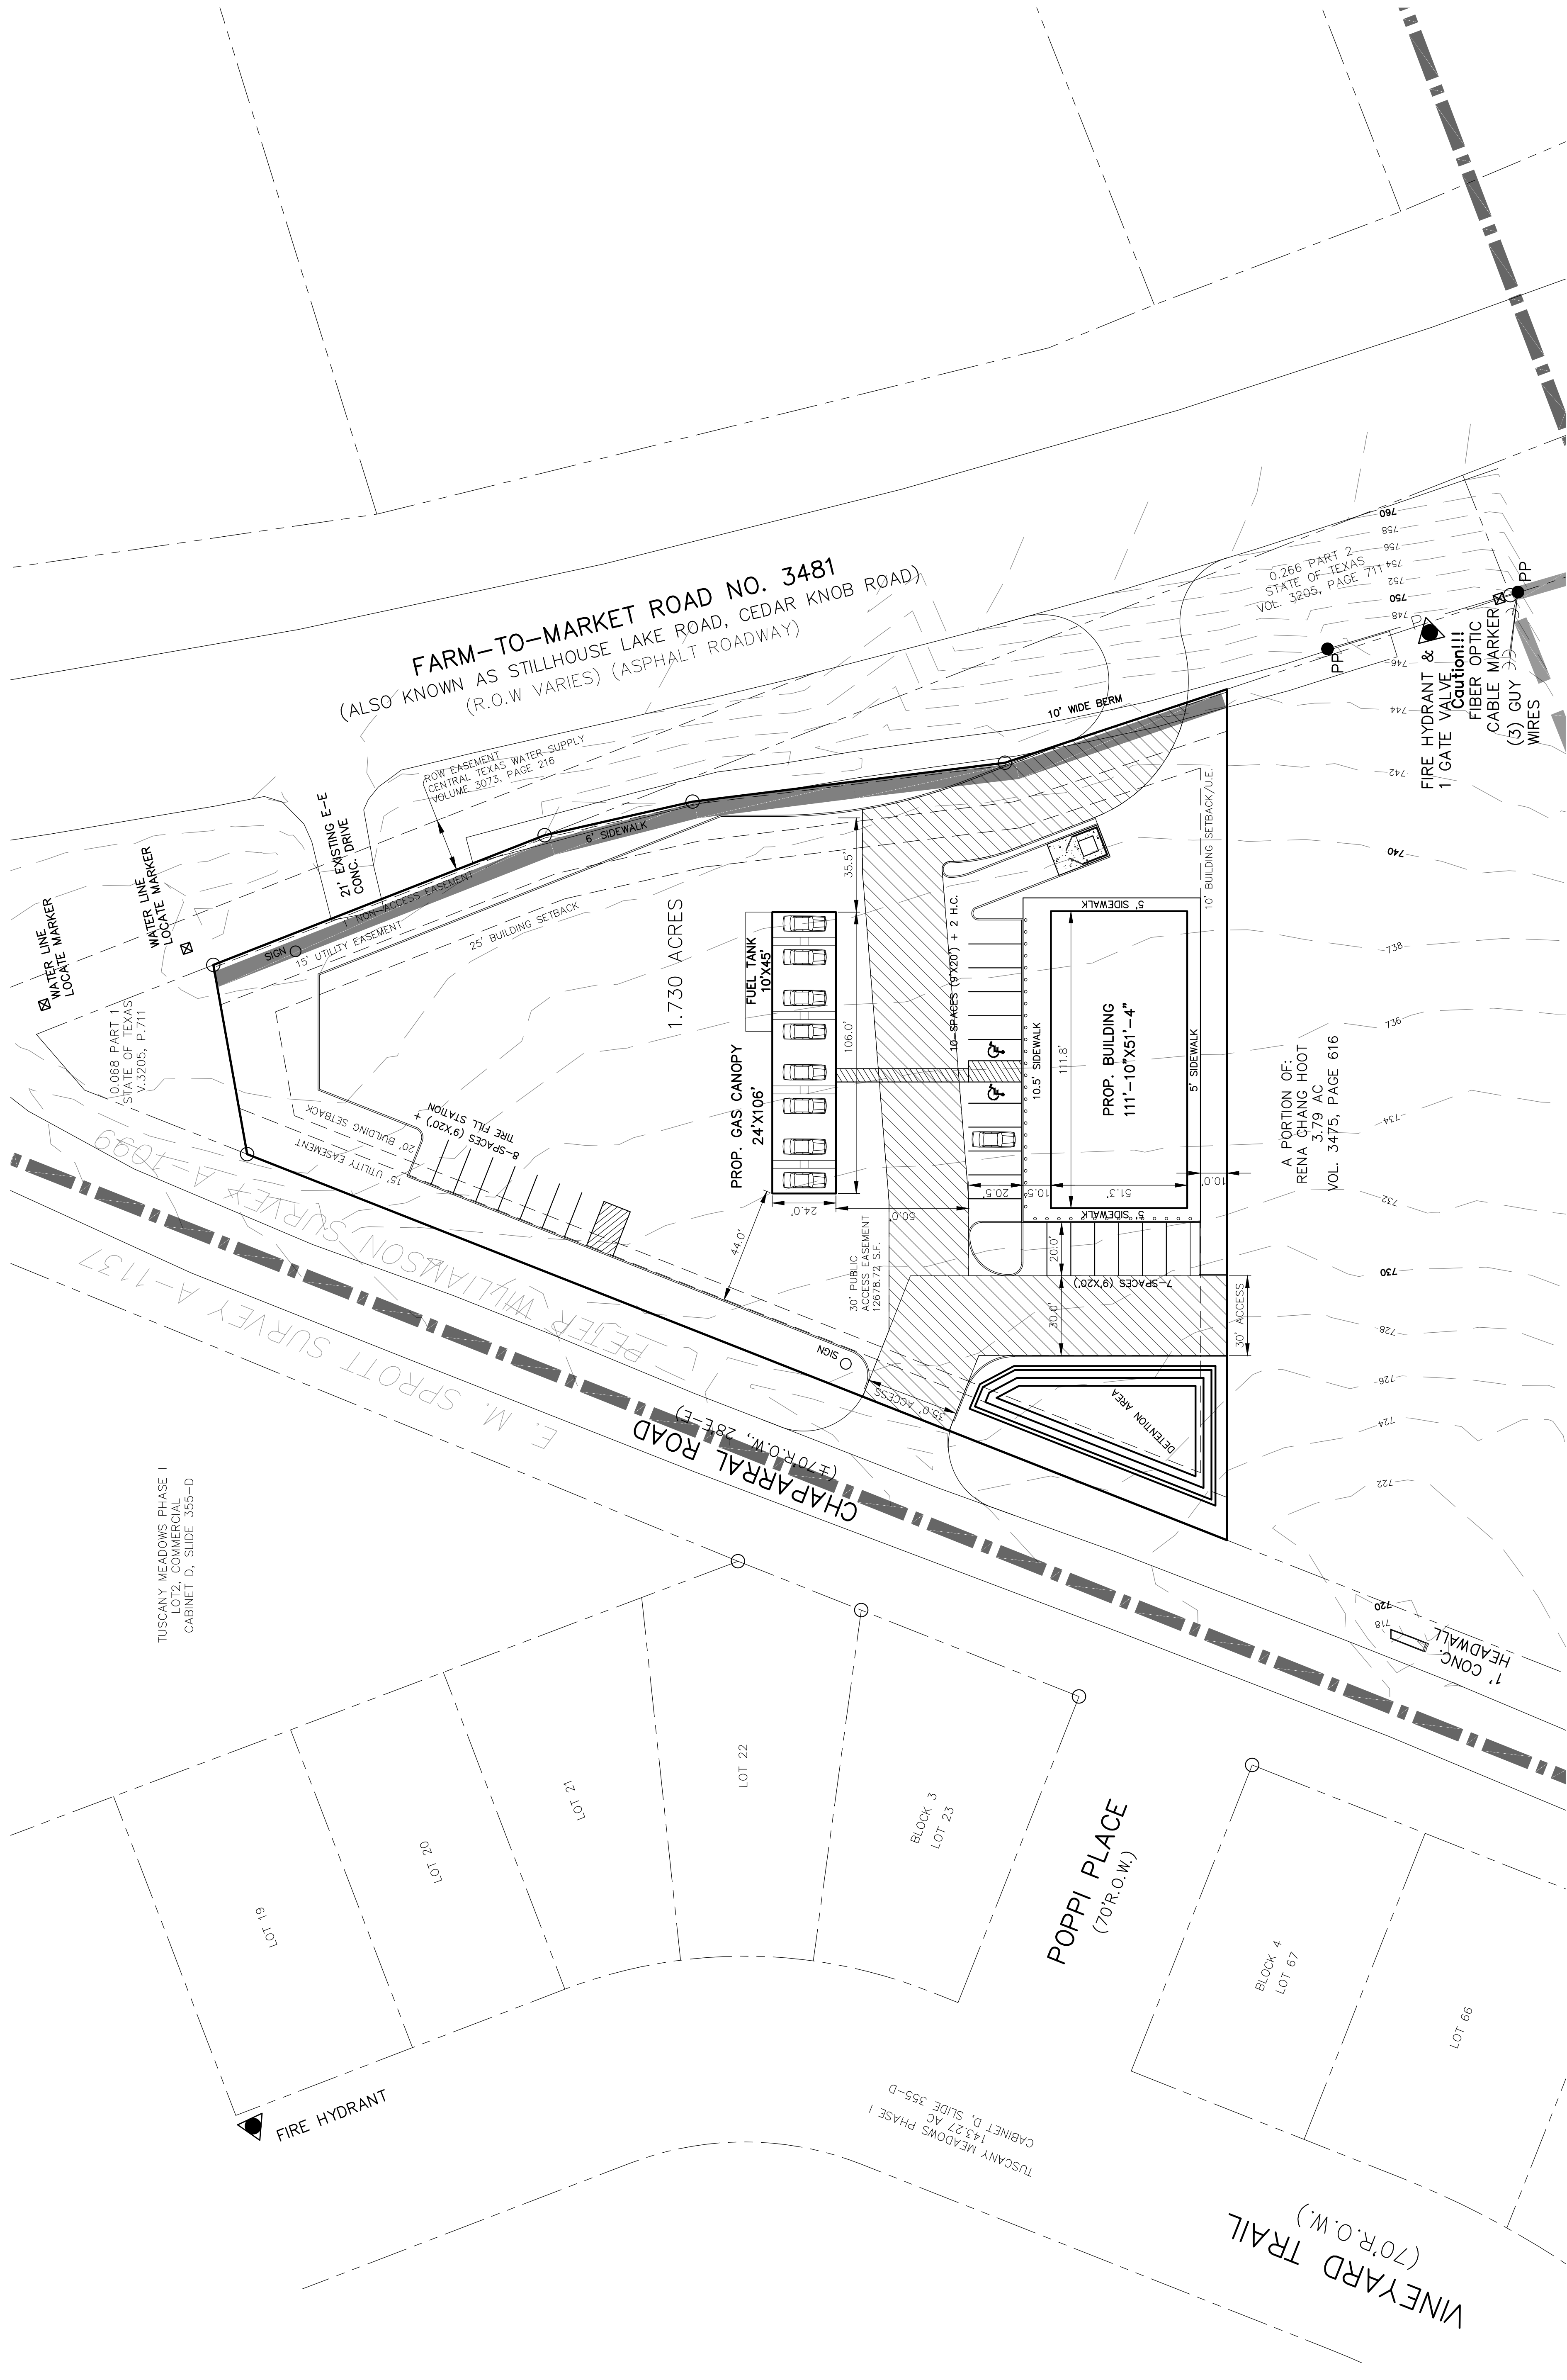 FARM-TO-MARKET ROAD NO. 3481
(ALSO KNOWN AS STILLHOUSE LAKE ROAD, CEDAR KNOB ROAD)
(R.O.W VARIES) (ASPHALT ROADWAY)
0.266 PART 2
STATE OF TEXAS
VOL. 3205, PAGE 711
760
758
756
754
752
750
748
746
744
742
740
738
736
734
732
730
728
726
724
722
720
718
PP
PP
P
FIRE HYDRANT &
1 GATE VALVE
Caution!!!
FIBER OPTIC
CABLE MARKER
(3) GUY
WIRES
10' WIDE BERM
ROW EASEMENT
CENTRAL TEXAS WATER SUPPLY
VOLUME 3073, PAGE 216
21' EXISTING E-E
CONC. DRIVE
WATER LINE
LOCATE MARKER
WATER LINE
LOCATE MARKER
6' SIDEWALK
1' NON-ACCESS EASEMENT
SIGN
15' UTILITY EASEMENT
25' BUILDING SETBACK
0.068 PART 1
STATE OF TEXAS
V.3205, P.711
1.730 ACRES
FUEL TANK
10'X45'
PROP. GAS CANOPY
24'X106'
35.5'
106.0'
24.0'
50.0'
44.0'
10-SPACES (9'X20') + 2 H.C.
10' BUILDING SETBACK/U.E.
5' SIDEWALK
10.5' SIDEWALK
111.8'
PROP. BUILDING
111'-10"X51'-4"
5' SIDEWALK
5' SIDEWALK
20.5'
10.5'
51.3'
10.0'
20.0'
30.0'
7-SPACES (9'X20')
30' ACCESS
30' PUBLIC
ACCESS EASEMENT
12678.72 S.F.
20' BUILDING SETBACK
15' UTILITY EASEMENT
8-SPACES (9'X20') +
TIRE FILL STATION
SIGN
35.0' ACCESS
DETENTION AREA
A PORTION OF:
RENA CHANG HOOT
3.79 AC
VOL. 3475, PAGE 616
PETER WILLIAMSON SURVEY A-1099
E. M. SPROTT SURVEY A-1137
CHAPARRAL ROAD
(±70'R.O.W., 28'E-E)
1' CONC.
HEADWALL
TUSCANY MEADOWS PHASE I
LOT2, COMMERCIAL
CABINET D, SLIDE 355-D
LOT 19
LOT 20
LOT 21
LOT 22
BLOCK 3
LOT 23
POPPI PLACE
(70'R.O.W.)
BLOCK 4
LOT 67
LOT 66
FIRE HYDRANT
TUSCANY MEADOWS PHASE I
143.27 AC
CABINET D, SLIDE 355-D
VINEYARD TRAIL
(70'R.O.W.)